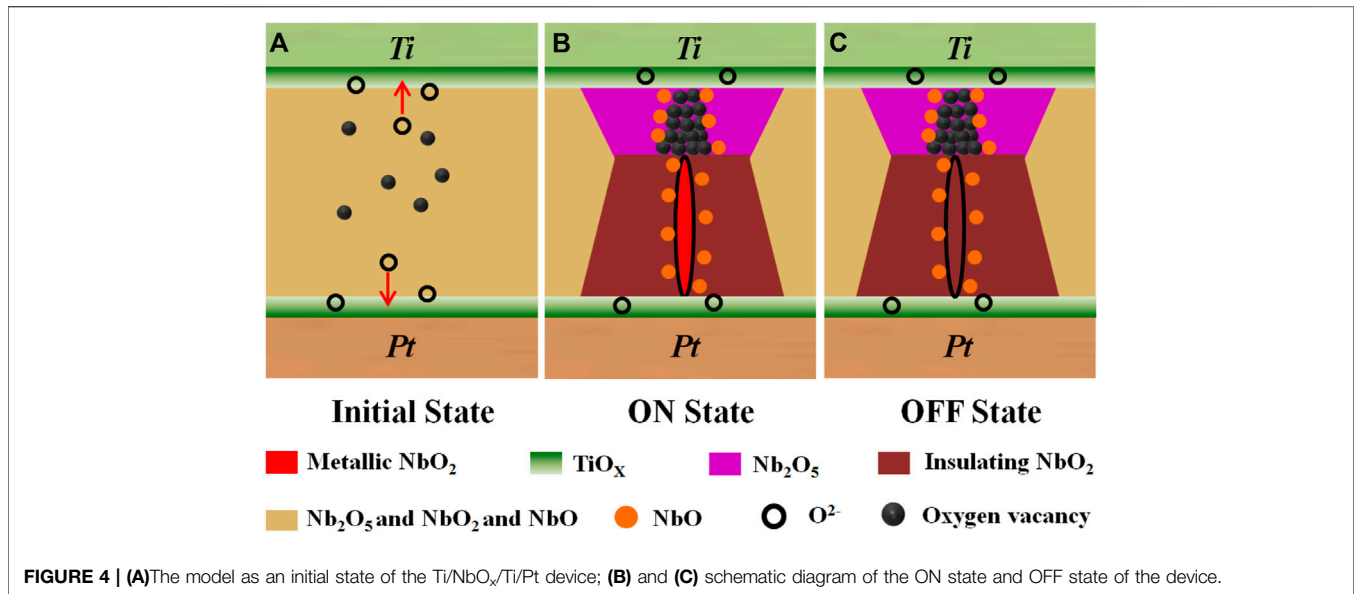 A Ti
B Ti
C Ti
Pt
Pt
Pt
Initial State ON State OFF State
Metallic NbO₂ TiOX Nb₂O₅ Insulating NbO₂
Nb₂O₅ and NbO₂ and NbO NbO O²⁻ Oxygen vacancy
FIGURE 4 | (A)The model as an initial state of the Ti/NbOₓ/Ti/Pt device; (B) and (C) schematic diagram of the ON state and OFF state of the device.